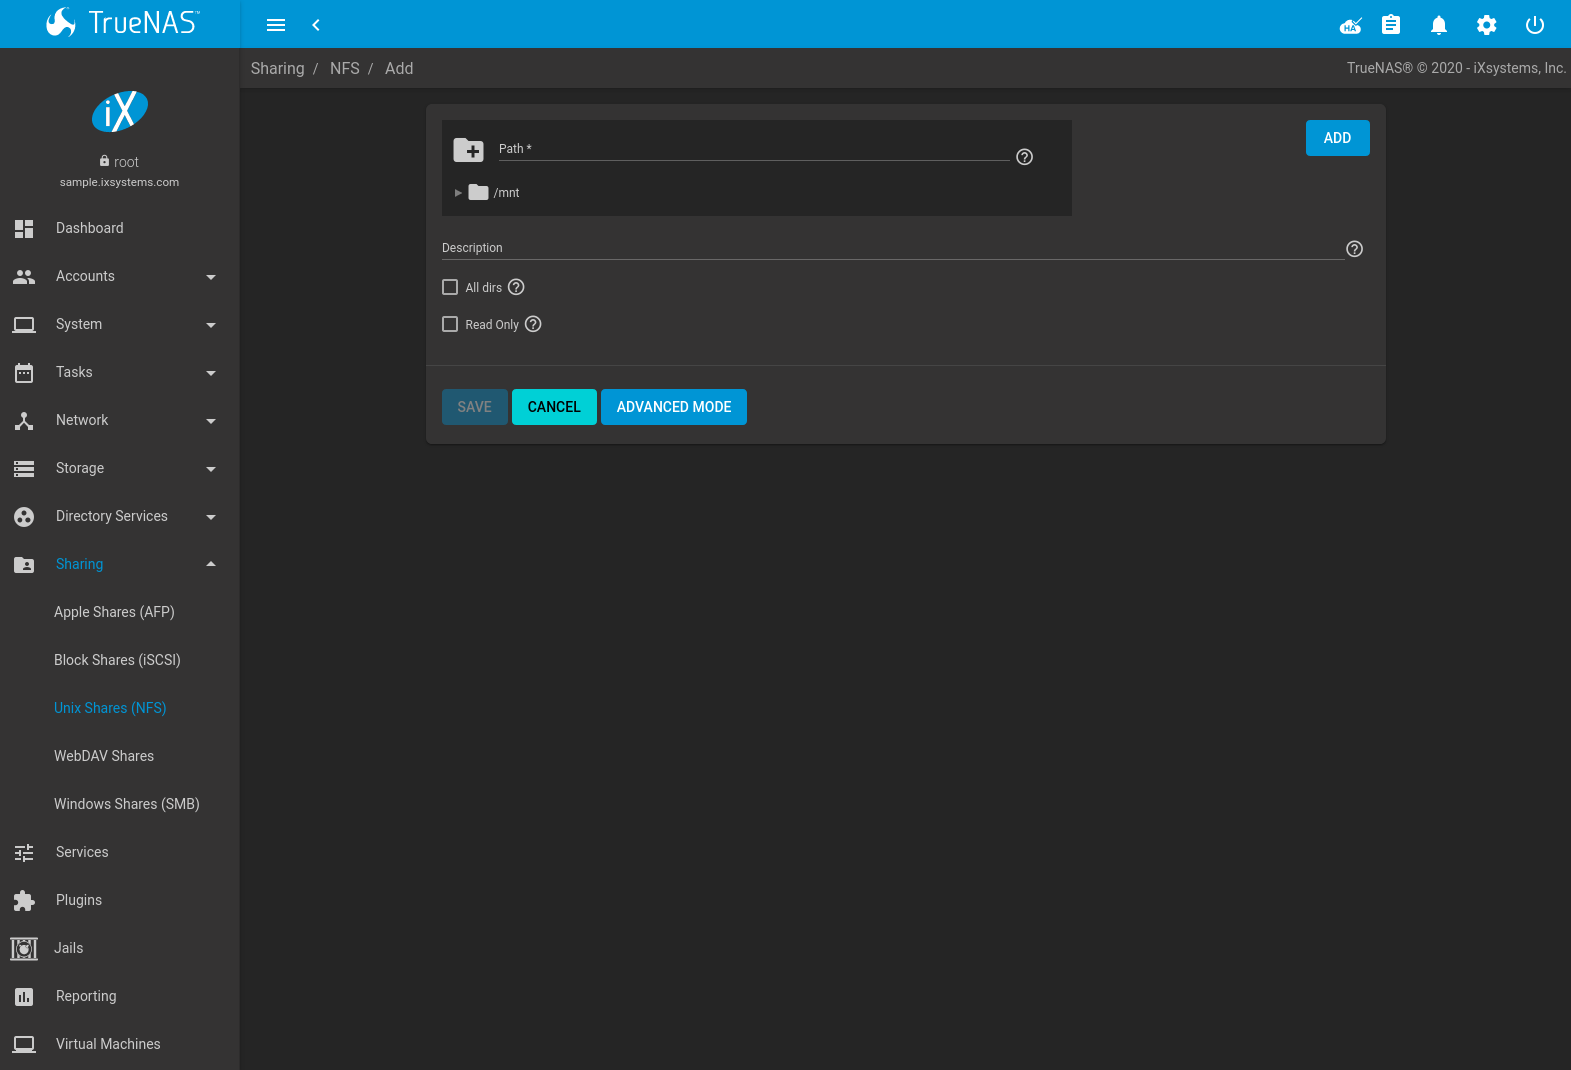 TrueNAS™
Sharing / NFS / Add
TrueNAS® © 2020 - iXsystems, Inc.
iX
root
sample.ixsystems.com
Dashboard
Accounts
System
Tasks
Network
Storage
Directory Services
Sharing
Apple Shares (AFP)
Block Shares (iSCSI)
Unix Shares (NFS)
WebDAV Shares
Windows Shares (SMB)
Services
Plugins
Jails
Reporting
Virtual Machines
HA
Path *
/mnt
ADD
Description
All dirs
Read Only
SAVE CANCEL ADVANCED MODE